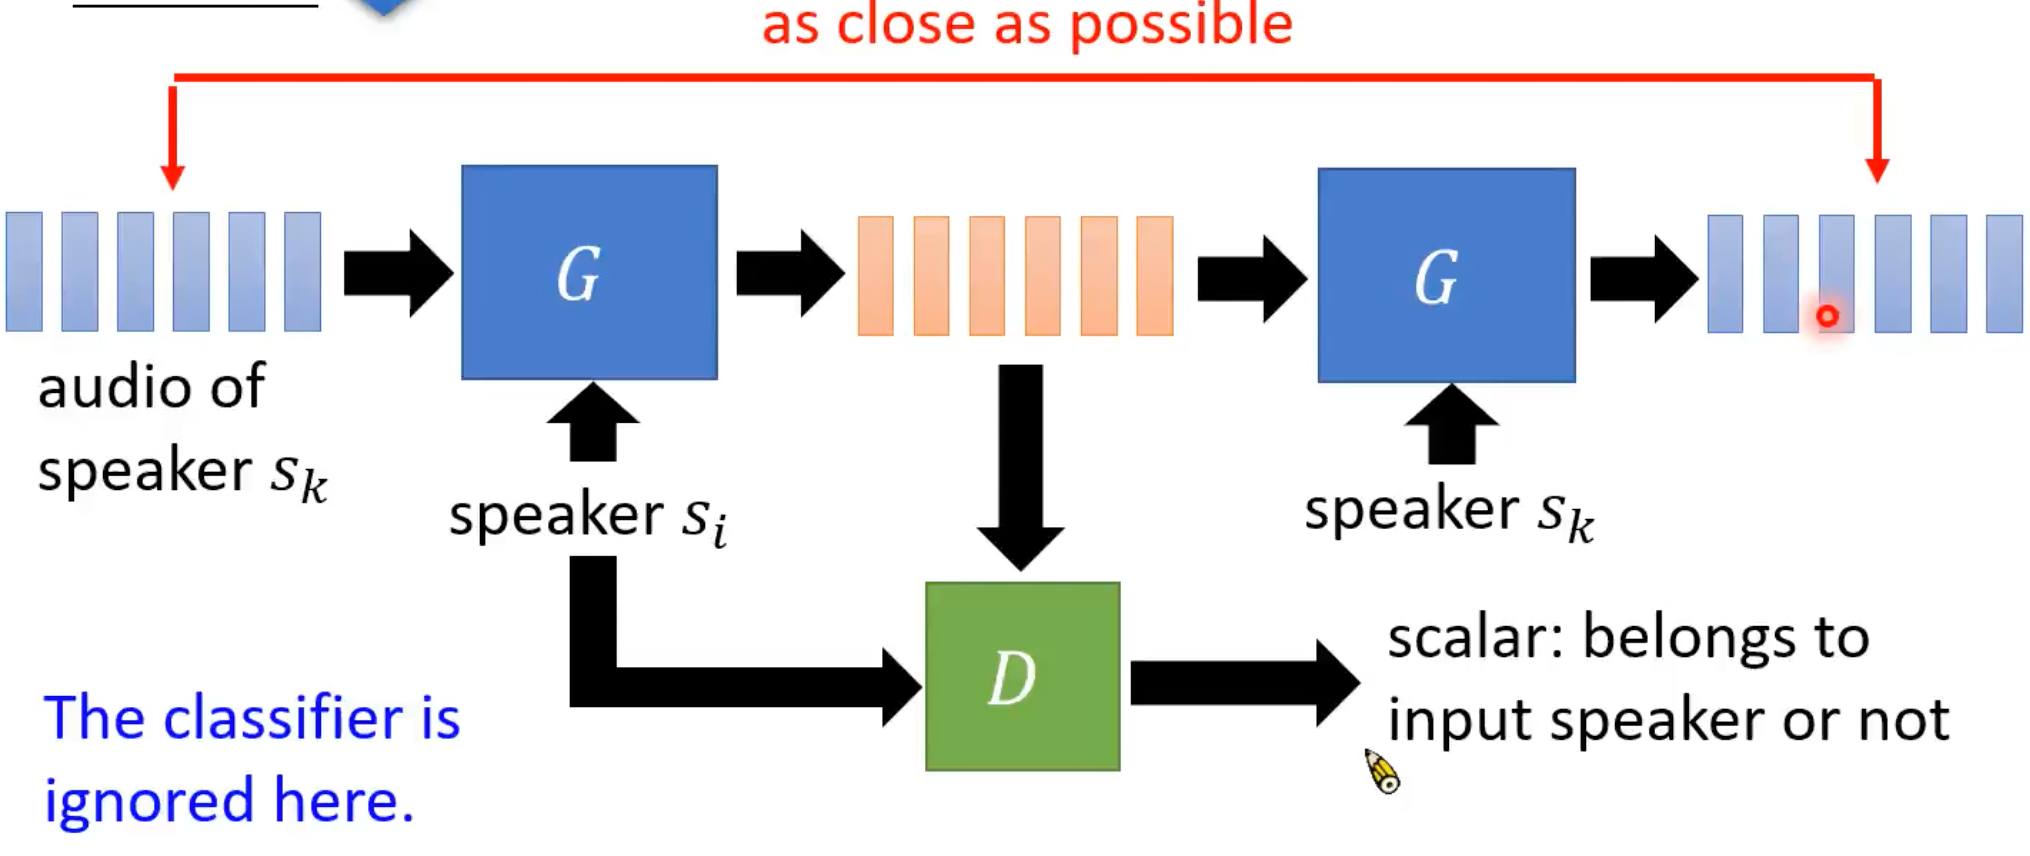 as close as possible
G
G
audio of
speaker s_k
speaker s_i
speaker s_k
D
scalar: belongs to
input speaker or not
The classifier is
ignored here.